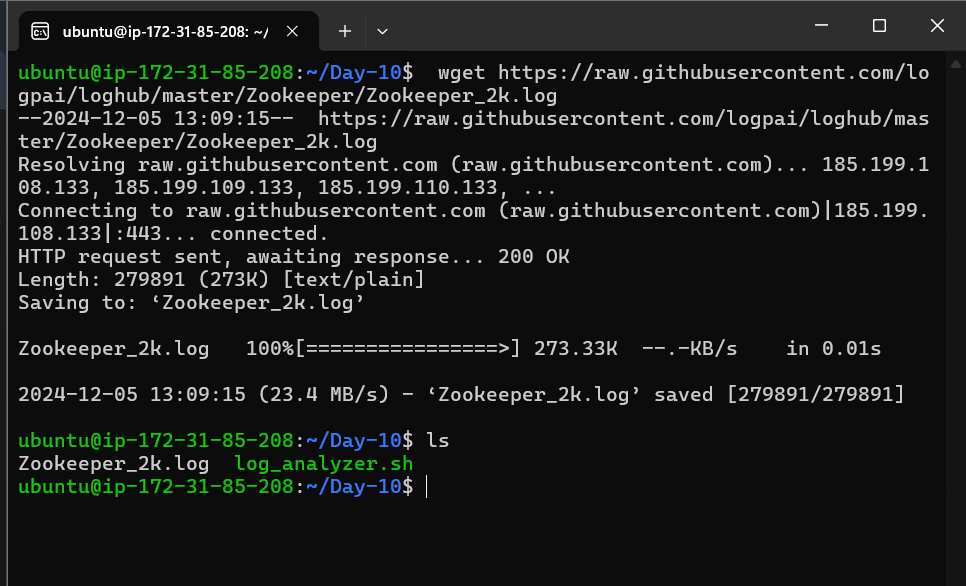 ubuntu@ip-172-31-85-208: ~/
ubuntu@ip-172-31-85-208:~/Day-10$  wget https://raw.githubusercontent.com/lo
gpai/loghub/master/Zookeeper/Zookeeper_2k.log
--2024-12-05 13:09:15--  https://raw.githubusercontent.com/logpai/loghub/mas
ter/Zookeeper/Zookeeper_2k.log
Resolving raw.githubusercontent.com (raw.githubusercontent.com)... 185.199.1
08.133, 185.199.109.133, 185.199.110.133, ...
Connecting to raw.githubusercontent.com (raw.githubusercontent.com)|185.199.
108.133|:443... connected.
HTTP request sent, awaiting response... 200 OK
Length: 279891 (273K) [text/plain]
Saving to: ‘Zookeeper_2k.log’
Zookeeper_2k.log   100%[================>] 273.33K  --.-KB/s    in 0.01s
2024-12-05 13:09:15 (23.4 MB/s) - ‘Zookeeper_2k.log’ saved [279891/279891]
ubuntu@ip-172-31-85-208:~/Day-10$ ls
Zookeeper_2k.log  log_analyzer.sh
ubuntu@ip-172-31-85-208:~/Day-10$